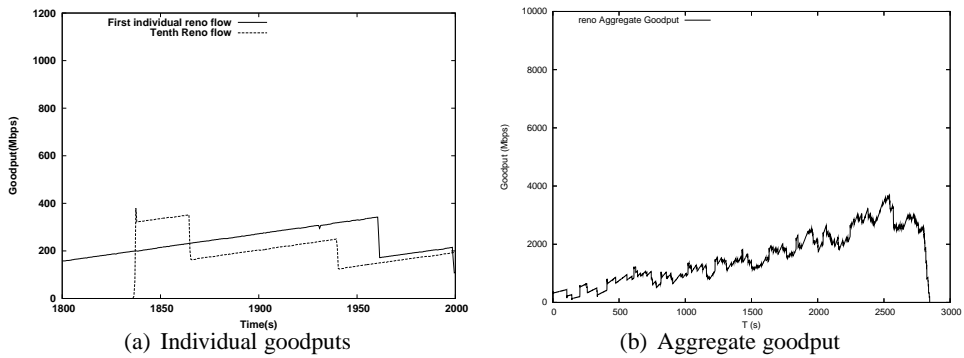 1200
1000
800
600
400
200
0
Goodput(Mbps)
First individual reno flow
Tenth Reno flow
1800
1850
1900
1950
2000
Time(s)
(a) Individual goodputs
10000
8000
6000
4000
2000
0
Goodput (Mbps)
reno Aggregate Goodput
0
500
1000
1500
2000
2500
3000
T (s)
(b) Aggregate goodput